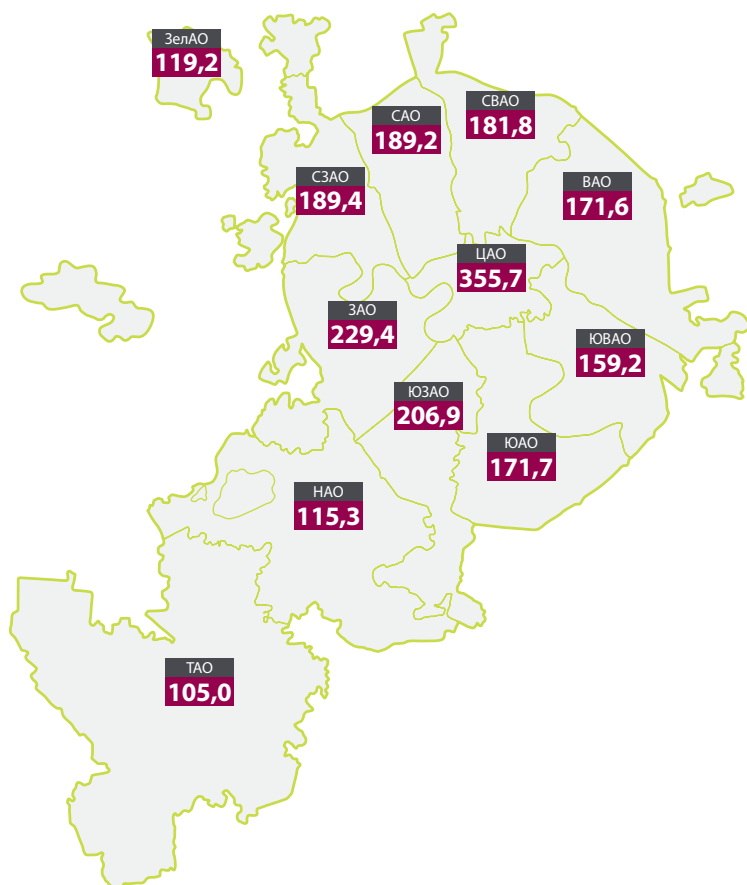 ЗелАО
119,2
СВАО
181,8
САО
189,2
СЗАО
189,4
ВАО
171,6
ЦАО
355,7
ЗАО
229,4
ЮВАО
159,2
ЮЗАО
206,9
ЮАО
171,7
НАО
115,3
ТАО
105,0